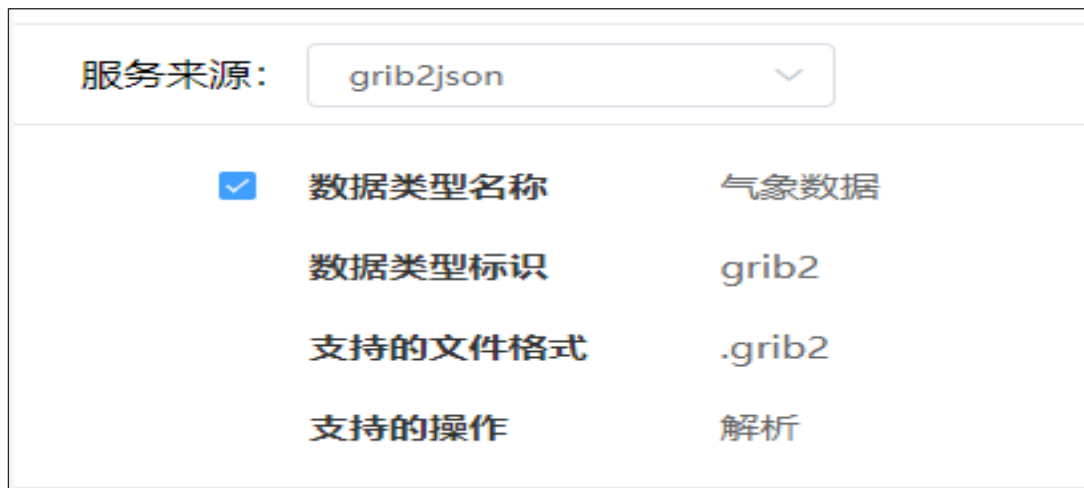 服务来源： grib2json
数据类型名称 气象数据
数据类型标识 grib2
支持的文件格式 .grib2
支持的操作 解析